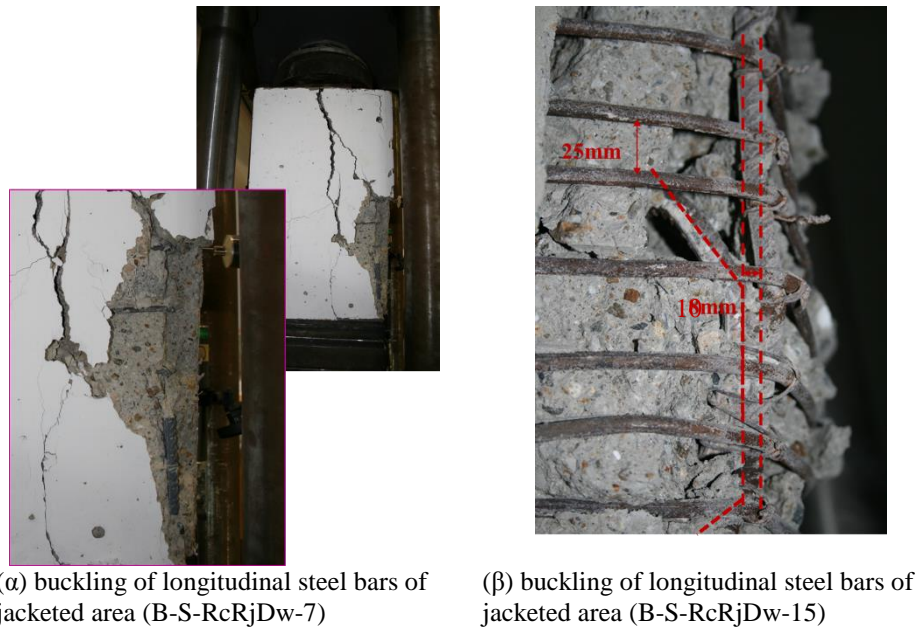 25mm
(α) buckling of longitudinal steel bars of
jacketed area (B-S-RcRjDw-7)
(β) buckling of longitudinal steel bars of
jacketed area (B-S-RcRjDw-15)